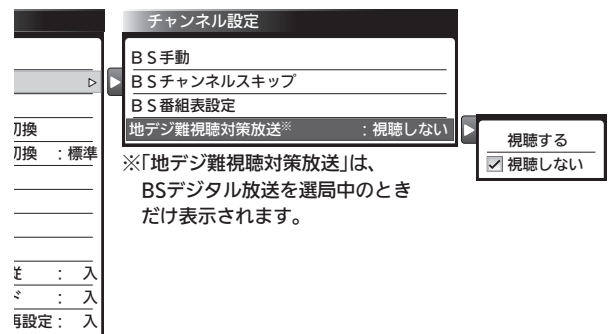 チャンネル設定
BS手動
BSチャンネルスキップ
BS番組表設定
地デジ難視聴対策放送※ :視聴しない
視聴する
視聴しない
※「地デジ難視聴対策放送」は、
BSデジタル放送を選局中のとき
だけ表示されます。
切換
切換 :標準
: 入
ド : 入
再設定: 入